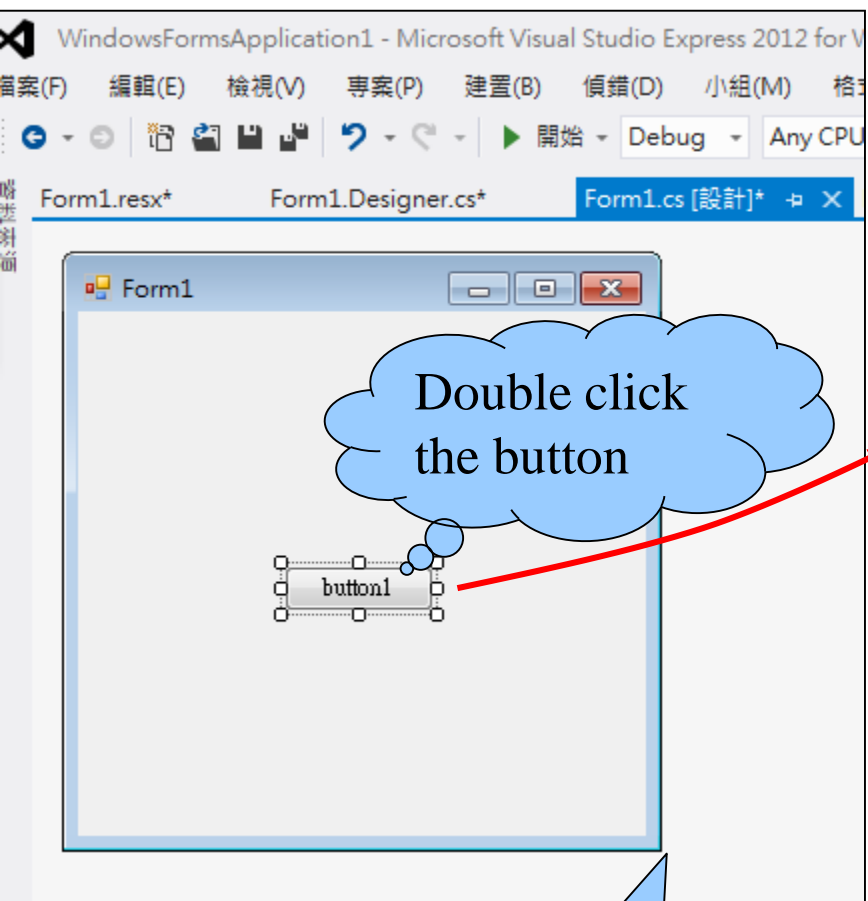 WindowsFormsApplication1 - Microsoft Visual Studio Express 2012 for
檔案(F) 編輯(E) 檢視(V) 專案(P) 建置(B) 偵錯(D) 小組(M)
開始 Debug Any CPU
Form1.resx* Form1.Designer.cs* Form1.cs [設計]*
Form1
Double click
the button
button1